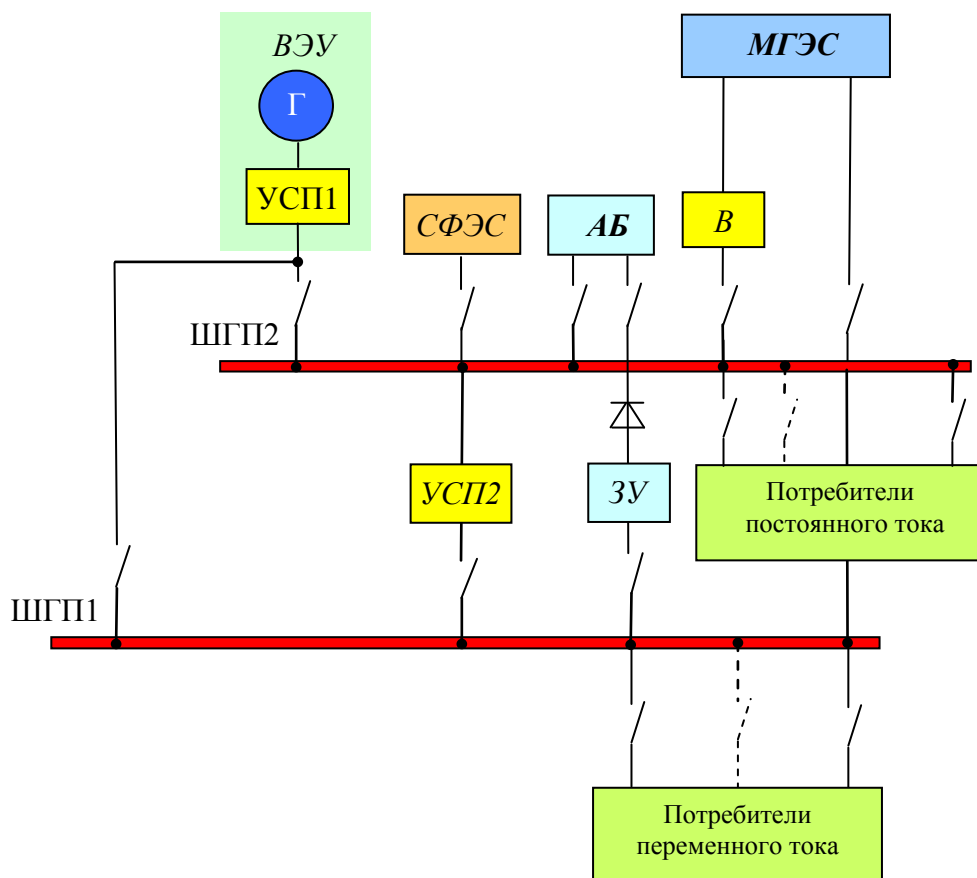 ВЭУ
МГЭС
Г
УСП1
СФЭС
АБ
В
ШГП2
УСП2
ЗУ
Потребители
постоянного тока
ШГП1
Потребители
переменного тока